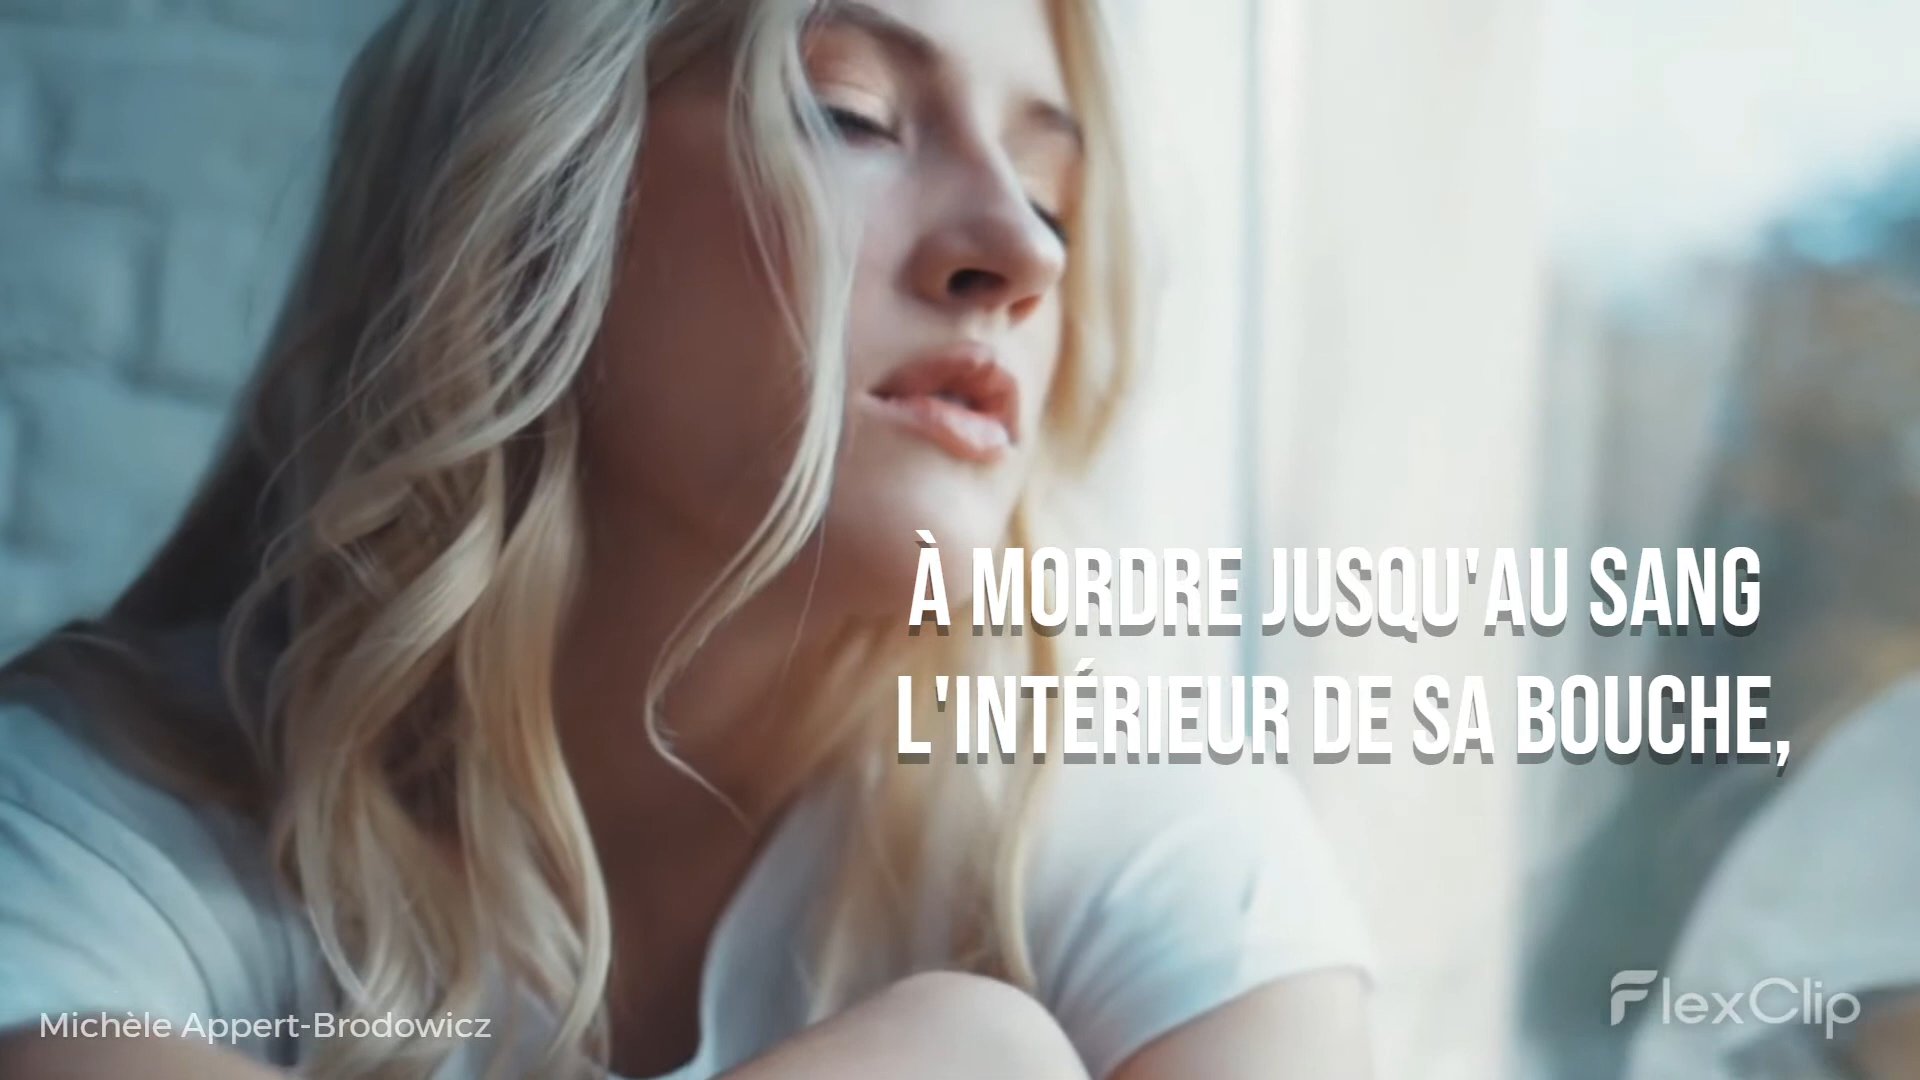 À MORDRE JUSQU'AU SANG
L'INTÉRIEUR DE SA BOUCHE,
Michèle Appert-Brodowicz
FlexClip